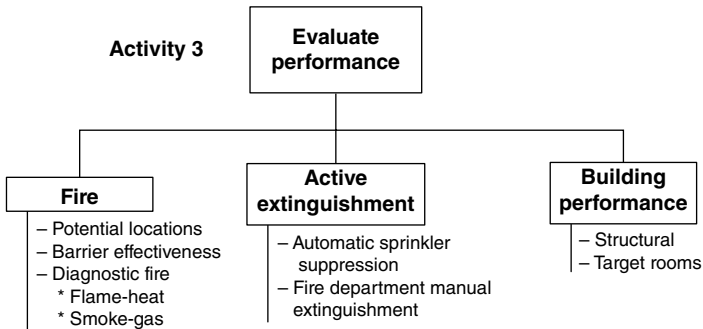 Activity 3
Evaluate
performance
Fire
– Potential locations
– Barrier effectiveness
– Diagnostic fire
* Flame-heat
* Smoke-gas
Active
extinguishment
– Automatic sprinkler
suppression
– Fire department manual
extinguishment
Building
performance
– Structural
– Target rooms